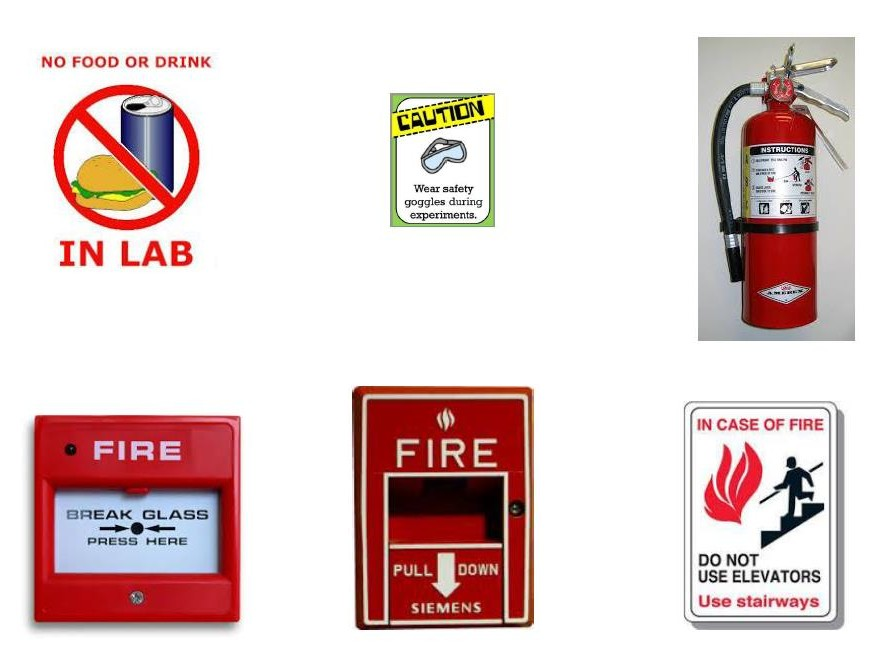 NO FOOD OR DRINK
IN LAB
CAUTION
Wear safety
goggles during
experiments.
INSTRUCTIONS
AMEREX
FIRE
BREAK GLASS
PRESS HERE
FIRE
PULL DOWN
SIEMENS
IN CASE OF FIRE
DO NOT
USE ELEVATORS
Use stairways